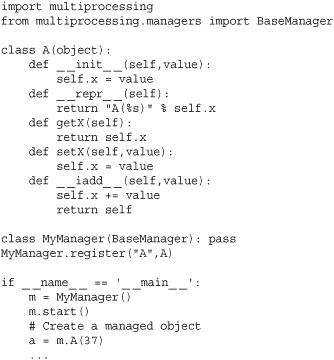 import multiprocessing
from multiprocessing.managers import BaseManager
class A(object):
    def __init__(self,value):
        self.x = value
    def __repr__(self):
        return "A(%s)" % self.x
    def getX(self):
        return self.x
    def setX(self,value):
        self.x = value
    def __iadd__(self,value):
        self.x += value
        return self
class MyManager(BaseManager): pass
MyManager.register("A",A)
if __name__ == '__main__':
    m = MyManager()
    m.start()
    # Create a managed object
    a = m.A(37)
    ...